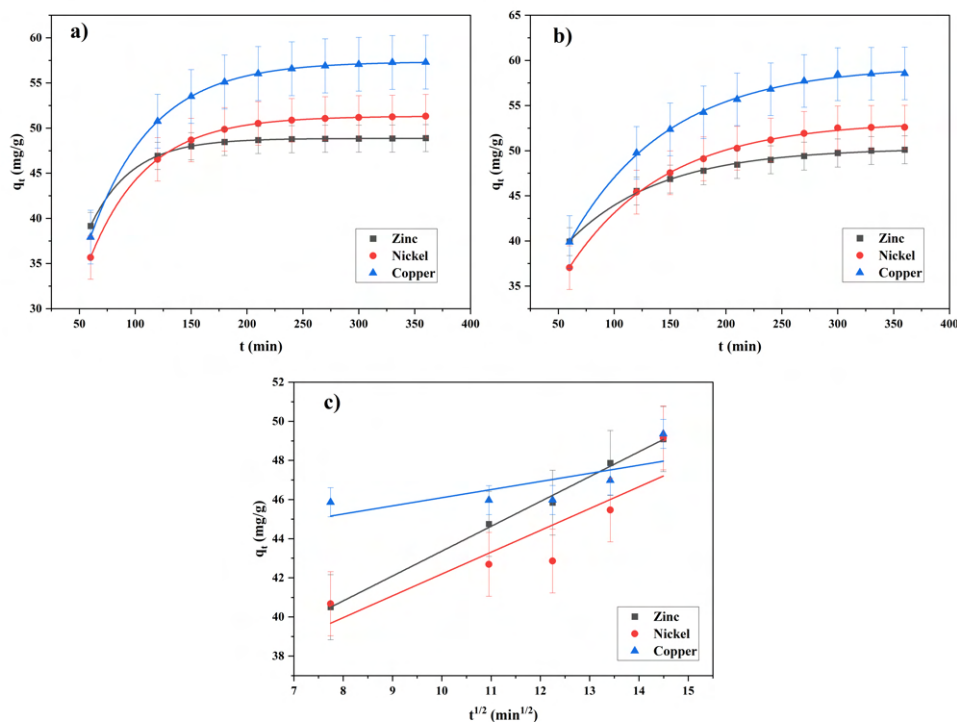 a)
60
55
50
45
40
35
30
qt (mg/g)
50 100 150 200 250 300 350 400
t (min)
Zinc
Nickel
Copper
b)
65
60
55
50
45
40
35
30
qt (mg/g)
50 100 150 200 250 300 350 400
t (min)
Zinc
Nickel
Copper
c)
52
50
48
46
44
42
40
38
qt (mg/g)
7 8 9 10 11 12 13 14 15
t1/2 (min1/2)
Zinc
Nickel
Copper